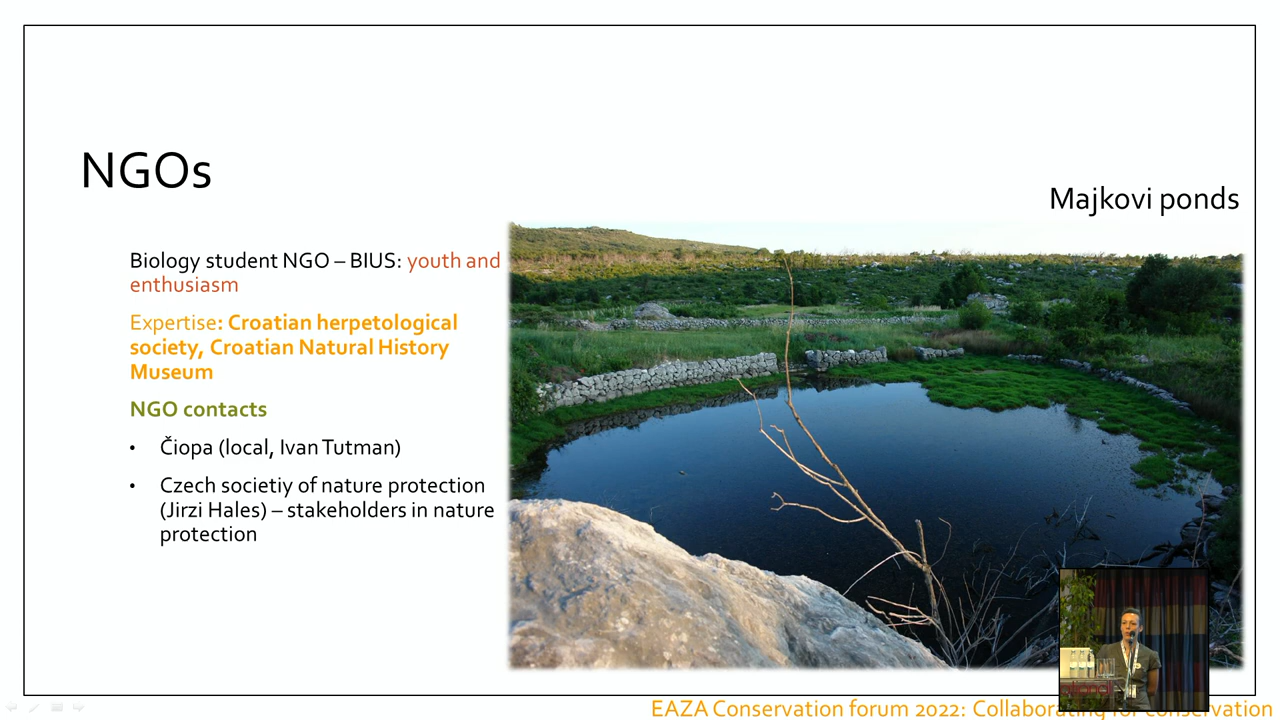 NGOs
Majkovi ponds
Biology student NGO – BIUS: youth and
enthusiasm
Expertise: Croatian herpetological
society, Croatian Natural History
Museum
NGO contacts
• Čiopa (local, Ivan Tutman)
• Czech societiy of nature protection
(Jirzi Hales) – stakeholders in nature
protection
EAZA Conservation forum 2022: Collaborating for conservation